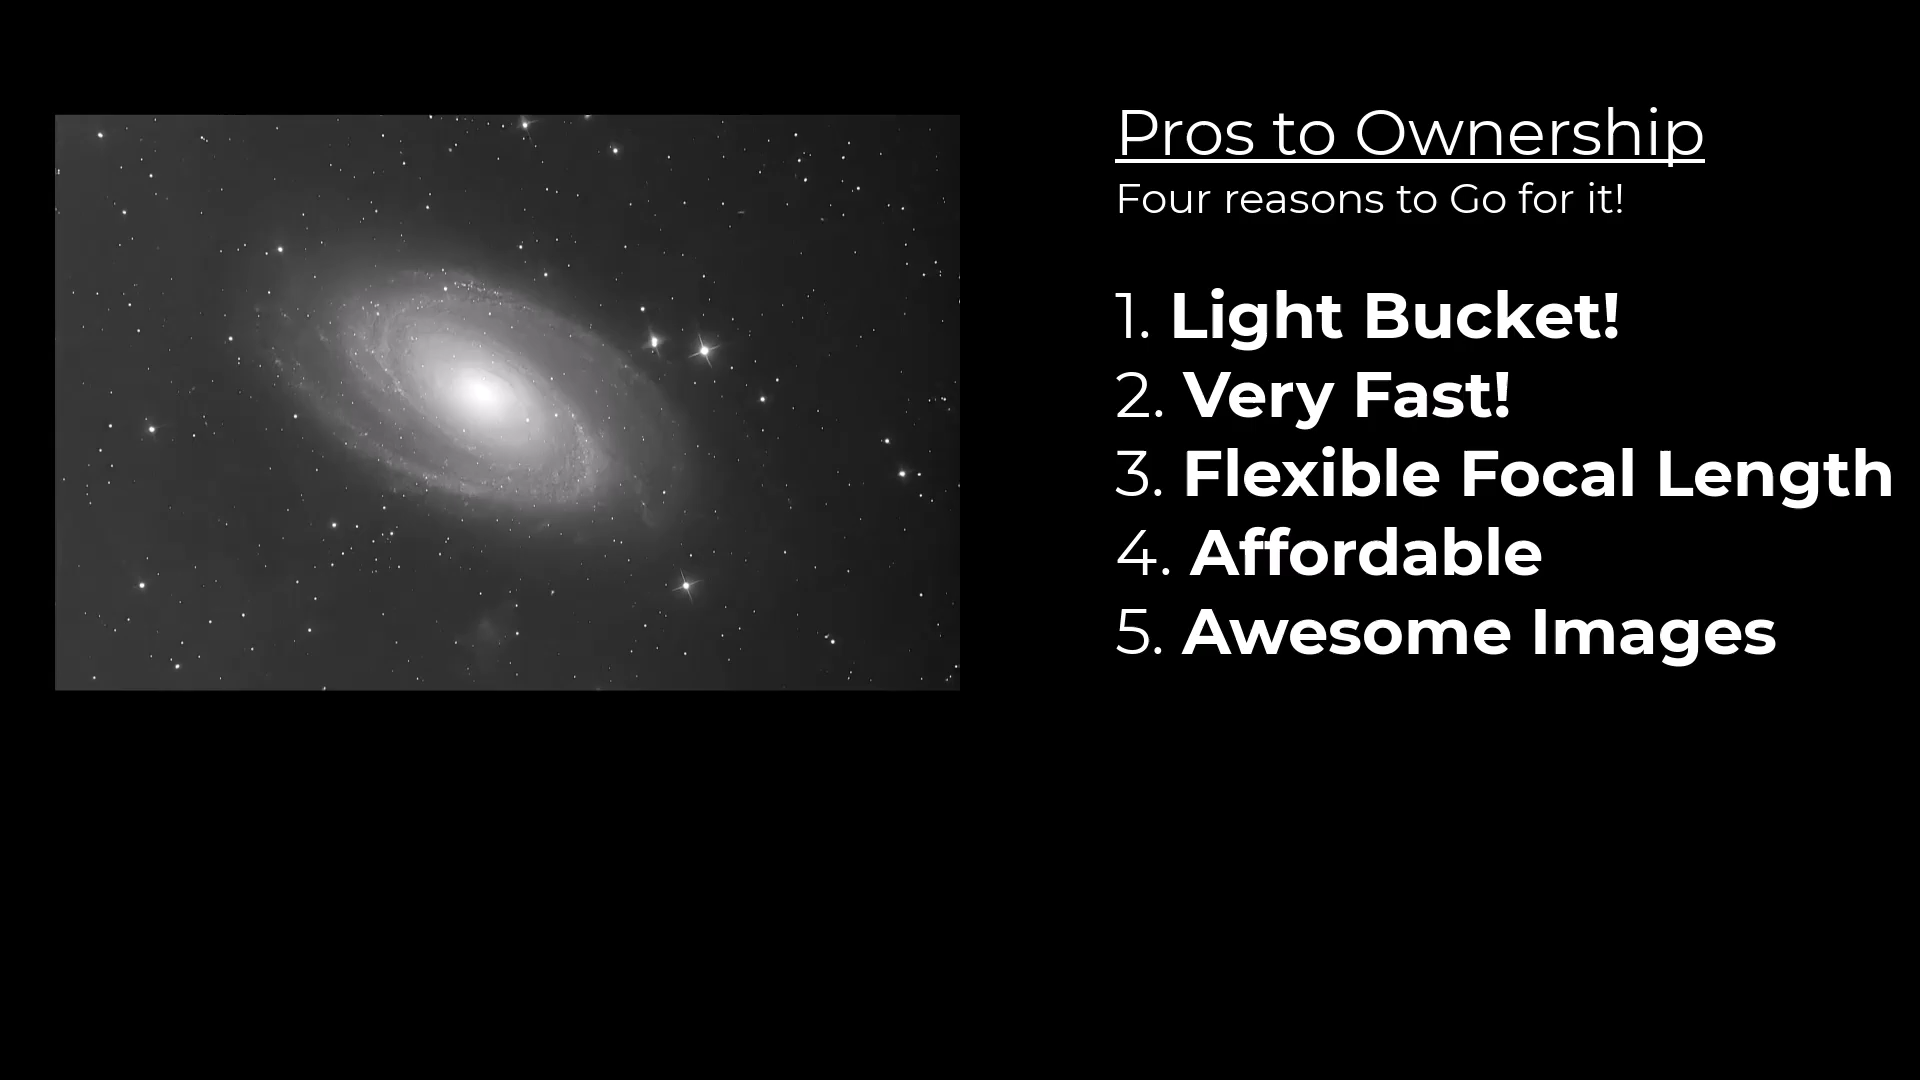 Pros to Ownership
Four reasons to Go for it!
1. Light Bucket!
2. Very Fast!
3. Flexible Focal Length
4. Affordable
5. Awesome Images